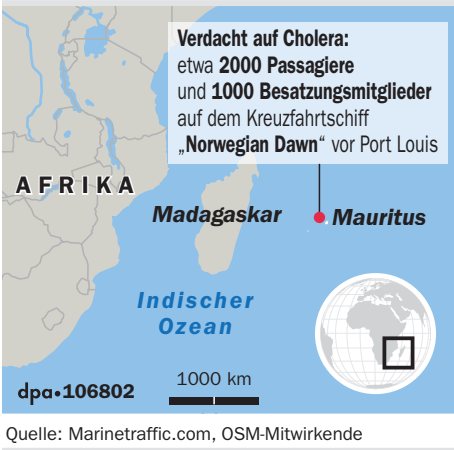 Verdacht auf Cholera:
etwa 2000 Passagiere
und 1000 Besatzungsmitglieder
auf dem Kreuzfahrtschiff
„Norwegian Dawn“ vor Port Louis
AFRIKA
Madagaskar
Mauritus
Indischer
Ozean
1000 km
dpa•106802
Quelle: Marinetraffic.com, OSM-Mitwirkende